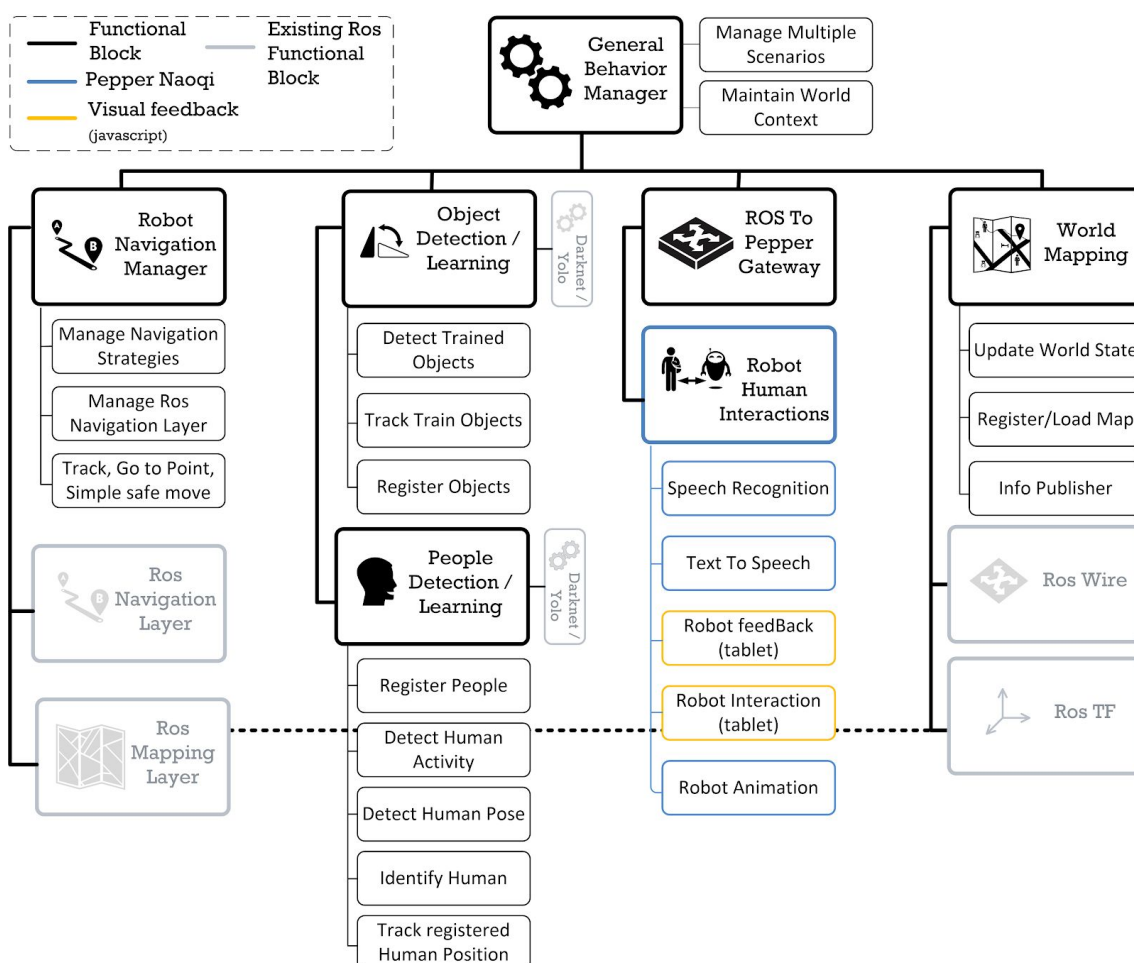 Functional
Block
Existing Ros
Functional
Block
Pepper Naoqi
Visual feedback
(javascript)
General
Behavior
Manager
Manage Multiple
Scenarios
Maintain World
Context
Robot
Navigation
Manager
A
B
Manage Navigation
Strategies
Manage Ros
Navigation Layer
Track, Go to Point,
Simple safe move
Ros
Navigation
Layer
A
B
Ros
Mapping
Layer
Object
Detection /
Learning
Darknet /
Yolo
Detect Trained
Objects
Track Train Objects
Register Objects
People
Detection /
Learning
Darknet /
Yolo
Register People
Detect Human
Activity
Detect Human Pose
Identify Human
Track registered
Human Position
ROS To
Pepper
Gateway
Robot
Human
Interactions
Speech Recognition
Text To Speech
Robot feedBack
(tablet)
Robot Interaction
(tablet)
Robot Animation
World
Mapping
Update World State
Register/Load Map
Info Publisher
Ros Wire
Ros TF